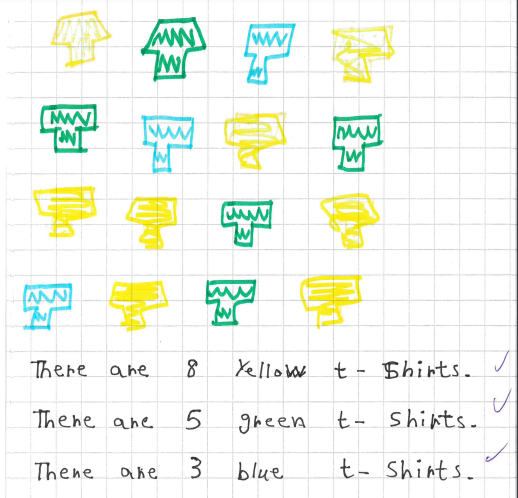 There are 8 Yellow t- Shirts.
There are 5 green t- Shirts.
There are 3 blue t- Shirts.